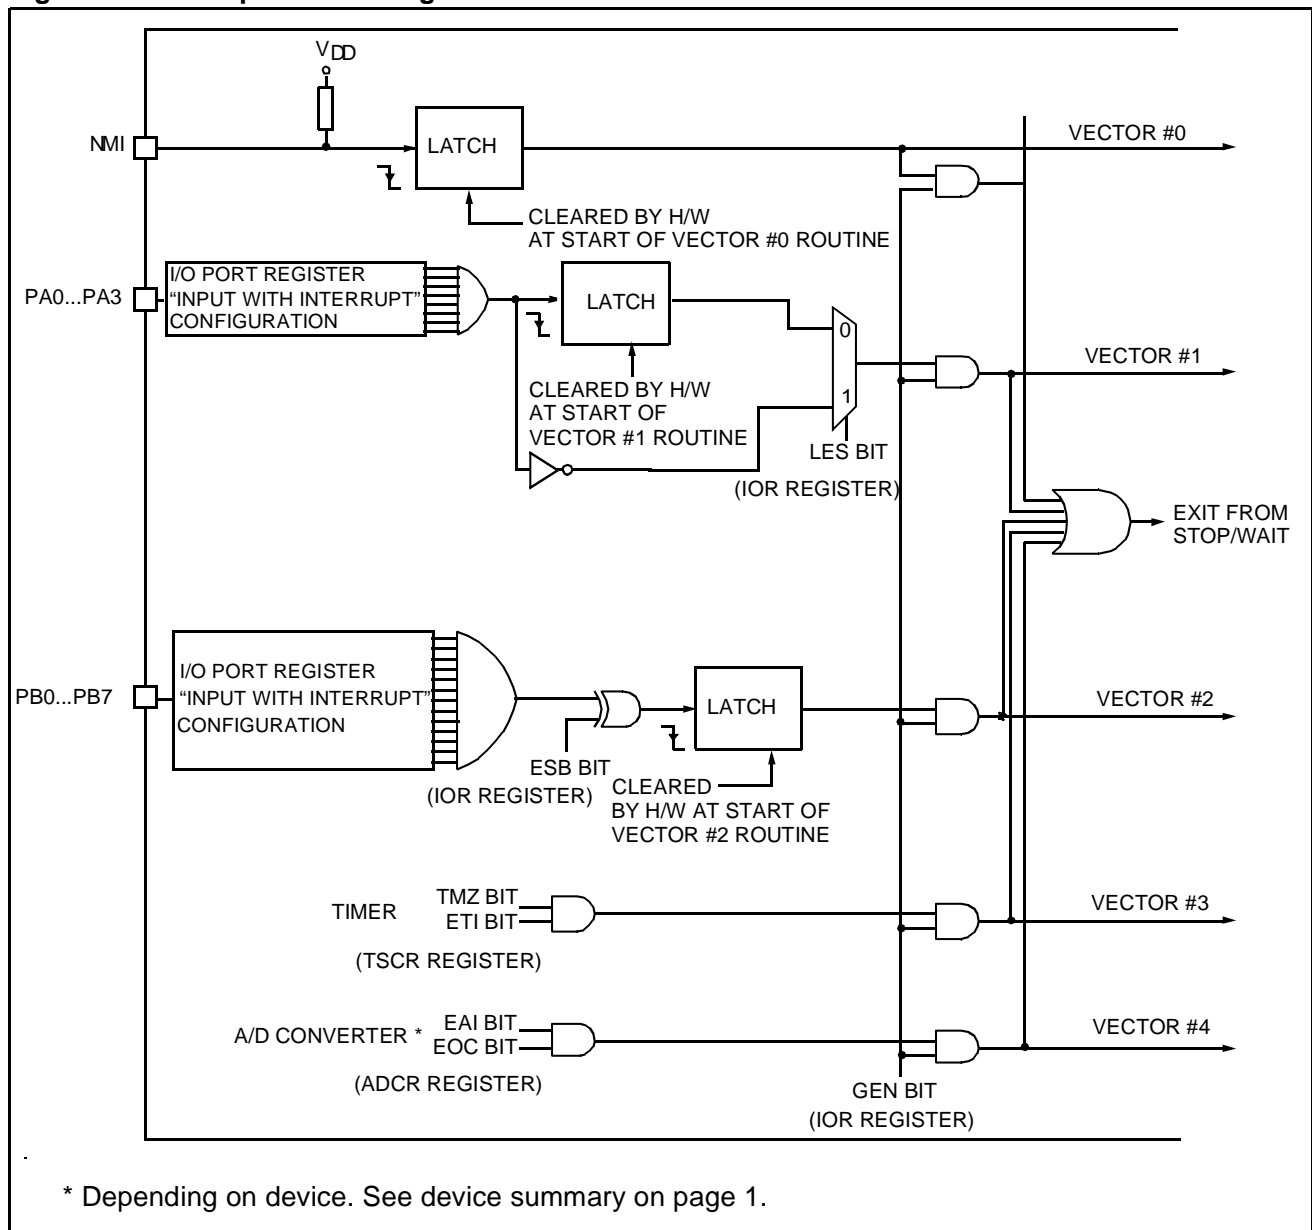 VDD
NMI
LATCH
VECTOR #0
CLEARED BY H/W
AT START OF VECTOR #0 ROUTINE
PA0...PA3
I/O PORT REGISTER
“INPUT WITH INTERRUPT”
CONFIGURATION
LATCH
0
1
VECTOR #1
CLEARED BY H/W
AT START OF
VECTOR #1 ROUTINE
LES BIT
(IOR REGISTER)
EXIT FROM
STOP/WAIT
PB0...PB7
I/O PORT REGISTER
“INPUT WITH INTERRUPT”
CONFIGURATION
LATCH
VECTOR #2
ESB BIT
(IOR REGISTER)
CLEARED
BY H/W AT START OF
VECTOR #2 ROUTINE
TIMER
TMZ BIT
ETI BIT
(TSCR REGISTER)
VECTOR #3
A/D CONVERTER *
EAI BIT
EOC BIT
(ADCR REGISTER)
VECTOR #4
GEN BIT
(IOR REGISTER)
* Depending on device. See device summary on page 1.